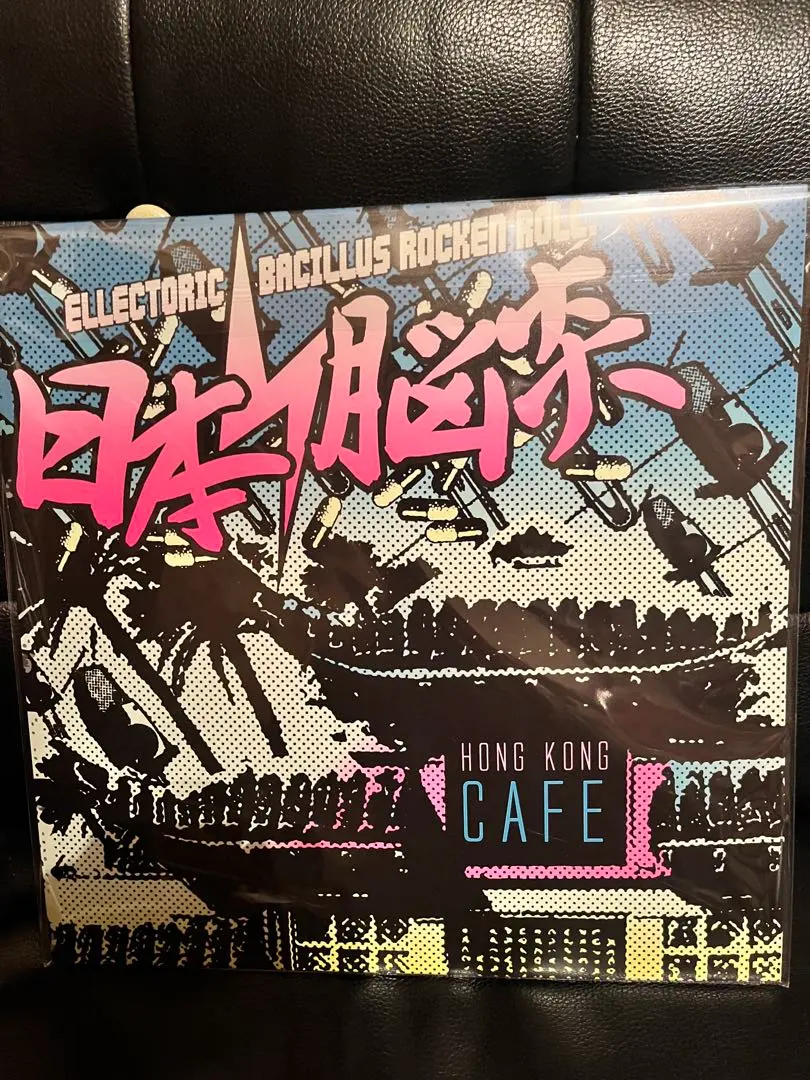 ELLECTORIC BACILLUS ROCKEN ROLL.
日本脳炎
HONG KONG
CAFE